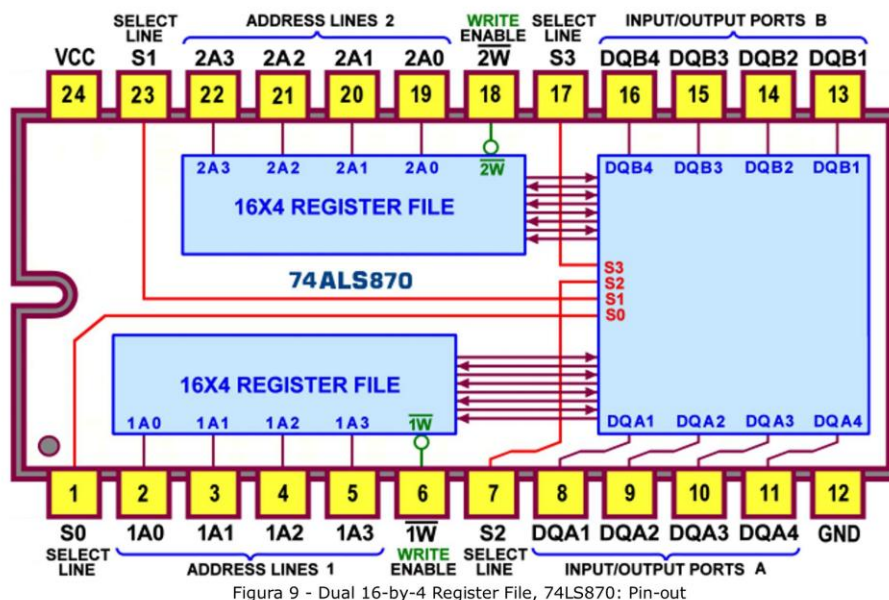 SELECT LINE ADDRESS LINES 2 WRITE ENABLE SELECT LINE INPUT/OUTPUT PORTS B
VCC S1 2A3 2A2 2A1 2A0 2W S3 DQB4 DQB3 DQB2 DQB1
24 23 22 21 20 19 18 17 16 15 14 13
2A3 2A2 2A1 2A0 2W DQB4 DQB3 DQB2 DQB1
16X4 REGISTER FILE
S3
74ALS870 S2
S1
S0
16X4 REGISTER FILE
1A0 1A1 1A2 1A3 1W DQA1 DQA2 DQA3 DQA4
1 2 3 4 5 6 7 8 9 10 11 12
S0 1A0 1A1 1A2 1A3 1W S2 DQA1 DQA2 DQA3 DQA4 GND
SELECT LINE ADDRESS LINES 1 WRITE ENABLE SELECT LINE INPUT/OUTPUT PORTS A
Figura 9 - Dual 16-by-4 Register File, 74LS870: Pin-out